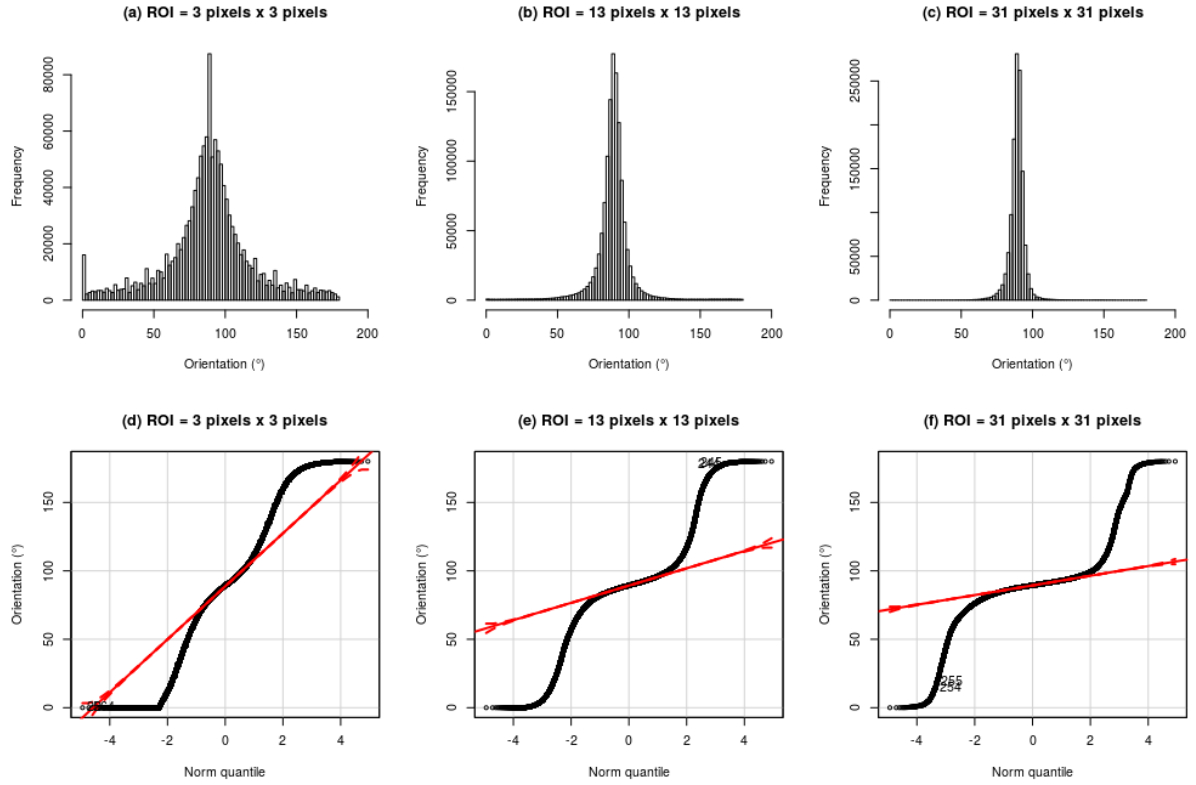 (a) ROI = 3 pixels x 3 pixels
Frequency
0 20000 40000 60000 80000
0 50 100 150 200
Orientation (°)
(b) ROI = 13 pixels x 13 pixels
Frequency
0 50000 100000 150000
0 50 100 150 200
Orientation (°)
(c) ROI = 31 pixels x 31 pixels
Frequency
0 50000 150000 250000
0 50 100 150 200
Orientation (°)
(d) ROI = 3 pixels x 3 pixels
Orientation (°)
0 50 100 150
-4 -2 0 2 4
Norm quantile
(e) ROI = 13 pixels x 13 pixels
Orientation (°)
0 50 100 150
-4 -2 0 2 4
Norm quantile
(f) ROI = 31 pixels x 31 pixels
Orientation (°)
0 50 100 150
255
254
-4 -2 0 2 4
Norm quantile